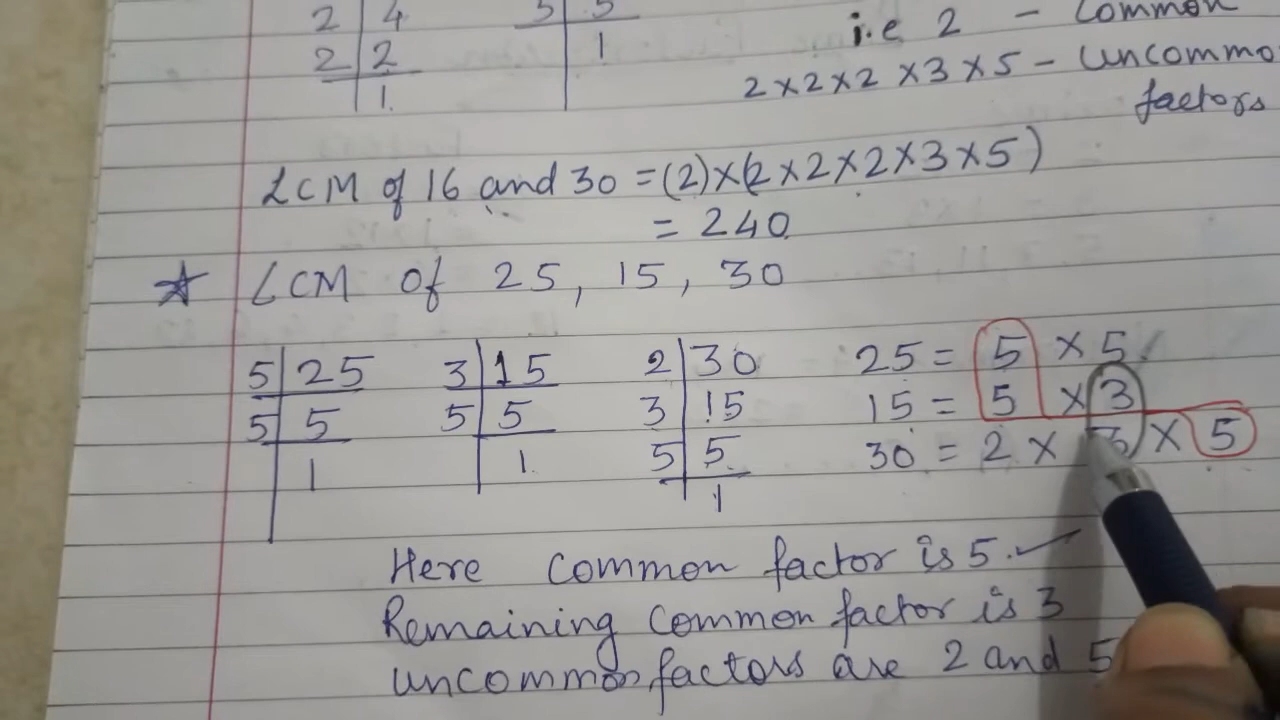 2 | 4    5 | 5
2 | 2    1
1.
i.e 2 - Common
2×2×2×3×5 - uncommo
factors
LCM of 16 and 30 = (2)×(2×2×2×3×5)
= 240
☆ LCM of 25, 15, 30
5 | 25    3 | 15    2 | 30    25 = 5 × 5
5 | 5    5 | 5    3 | 15    15 = 5 × 3
1    1.    5 | 5    30 = 2 × 3 × 5
1
Here common factor is 5. ✓
Remaining common factor is 3
uncommon factors are 2 and 5